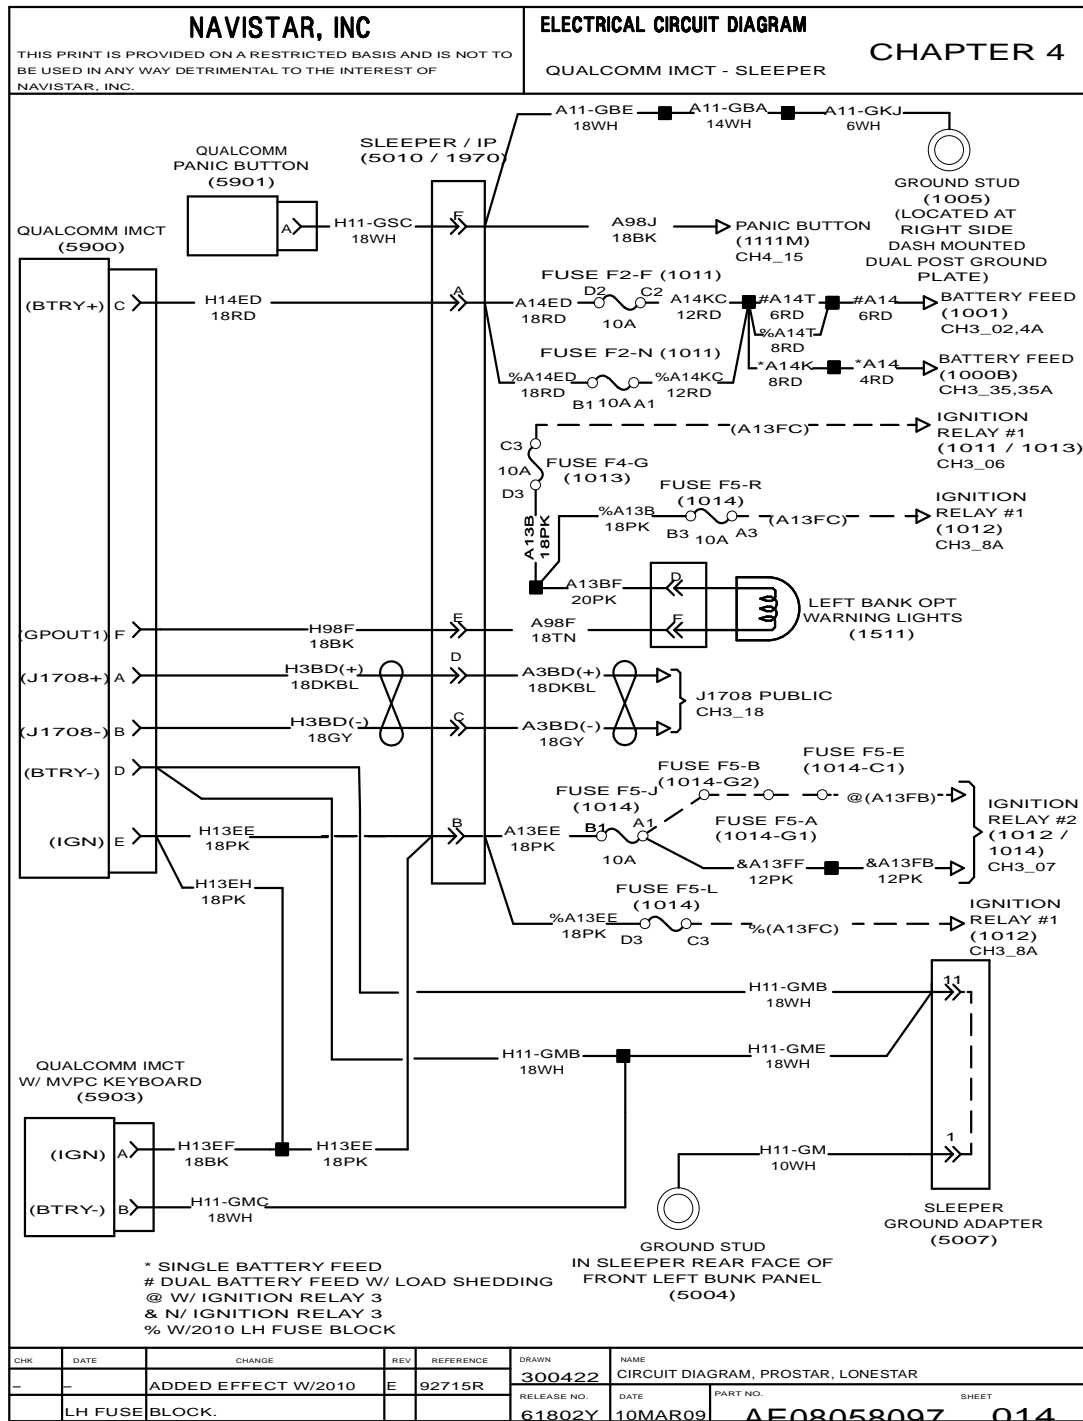 NAVISTAR, INC
THIS PRINT IS PROVIDED ON A RESTRICTED BASIS AND IS NOT TO
BE USED IN ANY WAY DETRIMENTAL TO THE INTEREST OF
NAVISTAR, INC.
ELECTRICAL CIRCUIT DIAGRAM
QUALCOMM IMCT - SLEEPER
CHAPTER 4
A11-GBE
18WH
A11-GBA
14WH
A11-GKJ
6WH
GROUND STUD
(1005)
(LOCATED AT
RIGHT SIDE
DASH MOUNTED
DUAL POST GROUND
PLATE)
SLEEPER / IP
(5010 / 1970)
QUALCOMM
PANIC BUTTON
(5901)
A
H11-GSC
18WH
F
A98J
18BK
PANIC BUTTON
(1111M)
CH4_15
QUALCOMM IMCT
(5900)
(BTRY+) C
H14ED
18RD
A
FUSE F2-F (1011)
A14ED
18RD
D2
C2
10A
A14KC
12RD
#A14T
6RD
#A14
6RD
BATTERY FEED
(1001)
CH3_02,4A
%A14T
8RD
FUSE F2-N (1011)
%A14ED
18RD
B1 10A A1
%A14KC
12RD
*A14K
8RD
*A14
4RD
BATTERY FEED
(1000B)
CH3_35,35A
C3
10A
D3
FUSE F4-G
(1013)
(A13FC)
IGNITION
RELAY #1
(1011 / 1013)
CH3_06
A13B
18PK
%A13B
18PK
FUSE F5-R
(1014)
B3 10A A3
(A13FC)
IGNITION
RELAY #1
(1012)
CH3_8A
A13BF
20PK
D
F
LEFT BANK OPT
WARNING LIGHTS
(1511)
(GPOUT1) F
H98F
18BK
E
A98F
18TN
(J1708+) A
H3BD(+)
18DKBL
D
A3BD(+)
18DKBL
J1708 PUBLIC
CH3_18
(J1708-) B
H3BD(-)
18GY
C
A3BD(-)
18GY
(BTRY-) D
(IGN) E
H13EE
18PK
B
A13EE
18PK
FUSE F5-J
(1014)
B1
A1
10A
FUSE F5-B
(1014-G2)
FUSE F5-E
(1014-C1)
@(A13FB)
FUSE F5-A
(1014-G1)
&A13FF
12PK
&A13FB
12PK
IGNITION
RELAY #2
(1012 /
1014)
CH3_07
H13EH
18PK
%A13EE
18PK
FUSE F5-L
(1014)
D3
C3
%(A13FC)
IGNITION
RELAY #1
(1012)
CH3_8A
H11-GMB
18WH
11
H11-GMB
18WH
H11-GME
18WH
QUALCOMM IMCT
W/ MVPC KEYBOARD
(5903)
(IGN) A
H13EF
18BK
H13EE
18PK
(BTRY-) B
H11-GMC
18WH
H11-GM
10WH
1
SLEEPER
GROUND ADAPTER
(5007)
GROUND STUD
IN SLEEPER REAR FACE OF
FRONT LEFT BUNK PANEL
(5004)
* SINGLE BATTERY FEED
# DUAL BATTERY FEED W/ LOAD SHEDDING
@ W/ IGNITION RELAY 3
& N/ IGNITION RELAY 3
% W/2010 LH FUSE BLOCK
CHK DATE CHANGE REV REFERENCE
- - ADDED EFFECT W/2010 E 92715R
LH FUSE BLOCK.
DRAWN
300422
NAME
CIRCUIT DIAGRAM, PROSTAR, LONESTAR
RELEASE NO.
61802Y
DATE
10MAR09
PART NO.
AE08058097
SHEET
014